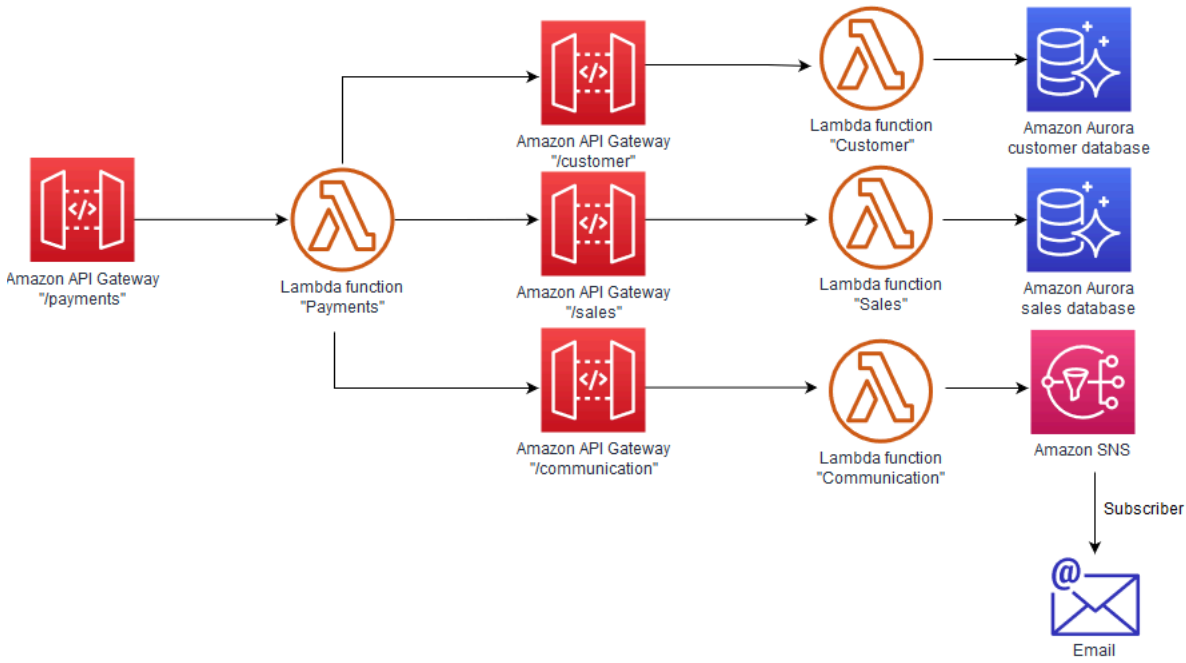 Amazon API Gateway
"/payments"
Lambda function
"Payments"
Amazon API Gateway
"/customer"
Lambda function
"Customer"
Amazon Aurora
customer database
Amazon API Gateway
"/sales"
Lambda function
"Sales"
Amazon Aurora
sales database
Amazon API Gateway
"/communication"
Lambda function
"Communication"
Amazon SNS
Subscriber
@
Email